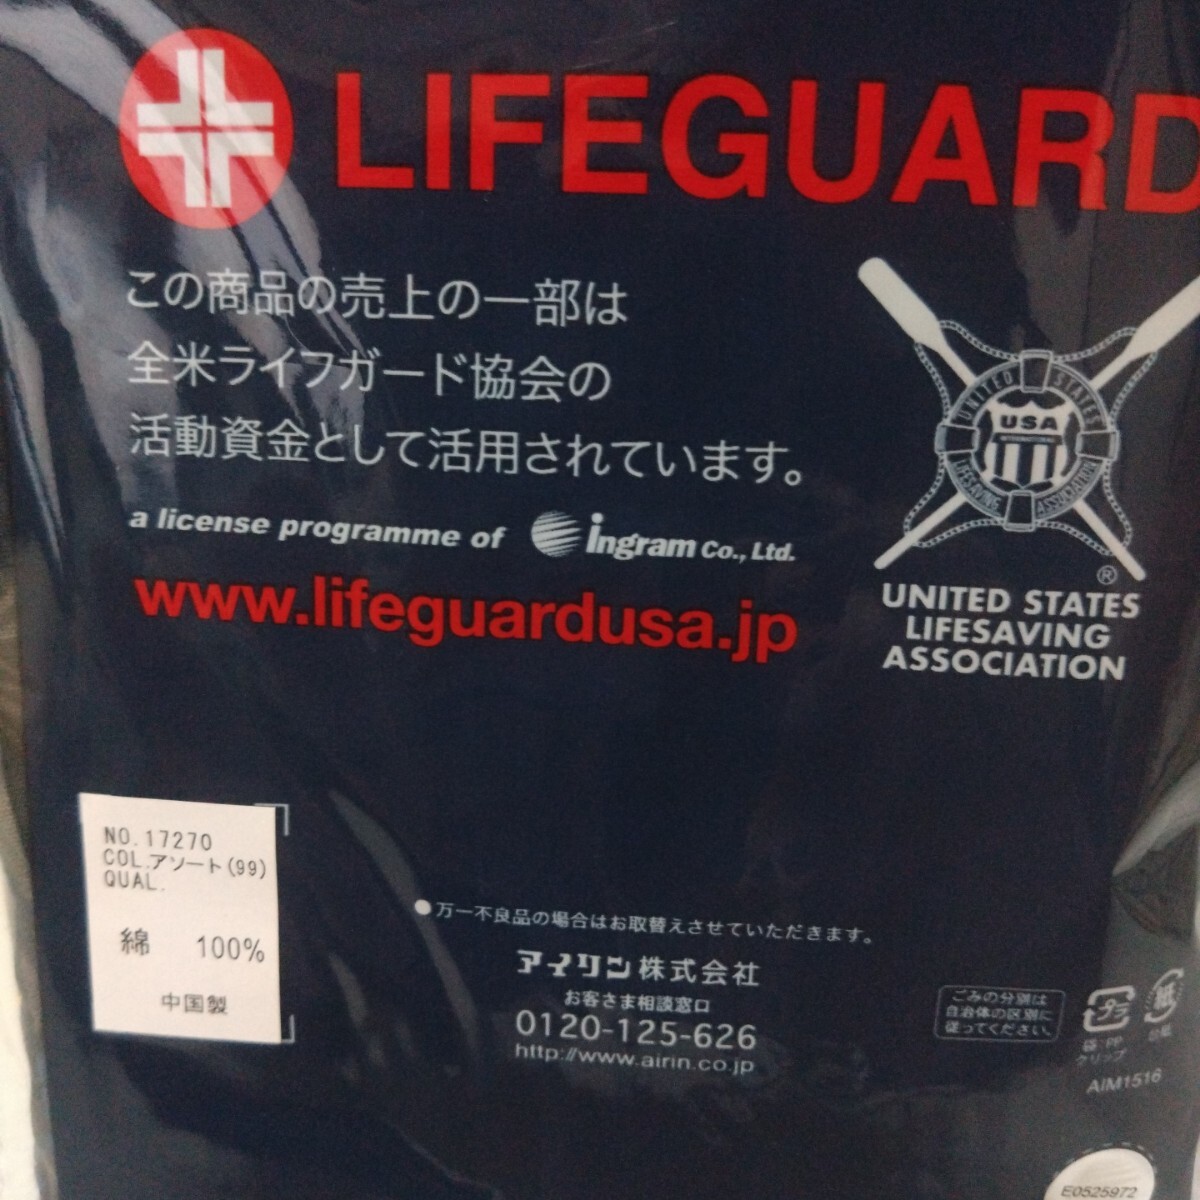 LIFEGUARD
この商品の売上の一部は
全米ライフガード協会の
活動資金として活用されています。
a license programme of ingram Co., Ltd.
www.lifeguardusa.jp
UNITED STATES
USA
LIFESAVING ASSOCIATION
®
UNITED STATES
LIFESAVING
ASSOCIATION
NO.17270
COL.アソート(99)
QUAL.
綿 100%
中国製
●万一不良品の場合はお取替えさせていただきます。
アイリン株式会社
お客さま相談窓口
0120-125-626
http://www.airin.co.jp
ごみの分別は
自治体の区別に
従ってください。
プラ
紙
袋:PP
クリップ
台紙
AIM1516
E0525972